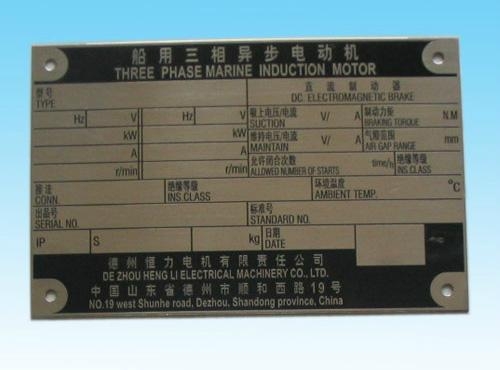 船用三相异步电动机
THREE PHASE MARINE INDUCTION MOTOR
型号 直流制动器
TYPE DC. ELECTROMAGNETIC BRAKE
Hz V Hz V 吸上电压/电流 V/ A 制动力矩 N.M
SUCTION BRAKING TORQUE
kW kW 维持电压/电流 V/ A 气隙范围 mm
MAINTAIN AIR GAP RANGE
A A 允许闭合次数 time/h 绝缘等级
r/min r/min ALLOWED NUMBER OF STARTS INS.CLASS
接法 绝缘等级 环境温度 °C
CONN. INS.CLASS AMBIENT TEMP.
出品号 标准号
SERIAL NO. STANDARD NO.
IP S kg 日期
DATE
德州恒力电机有限责任公司
DE ZHOU HENG LI ELECTRICAL MACHINERY CO., LTD.
中国山东省德州市顺和西路19号
NO.19 west Shunhe road, Dezhou, Shandong province, China